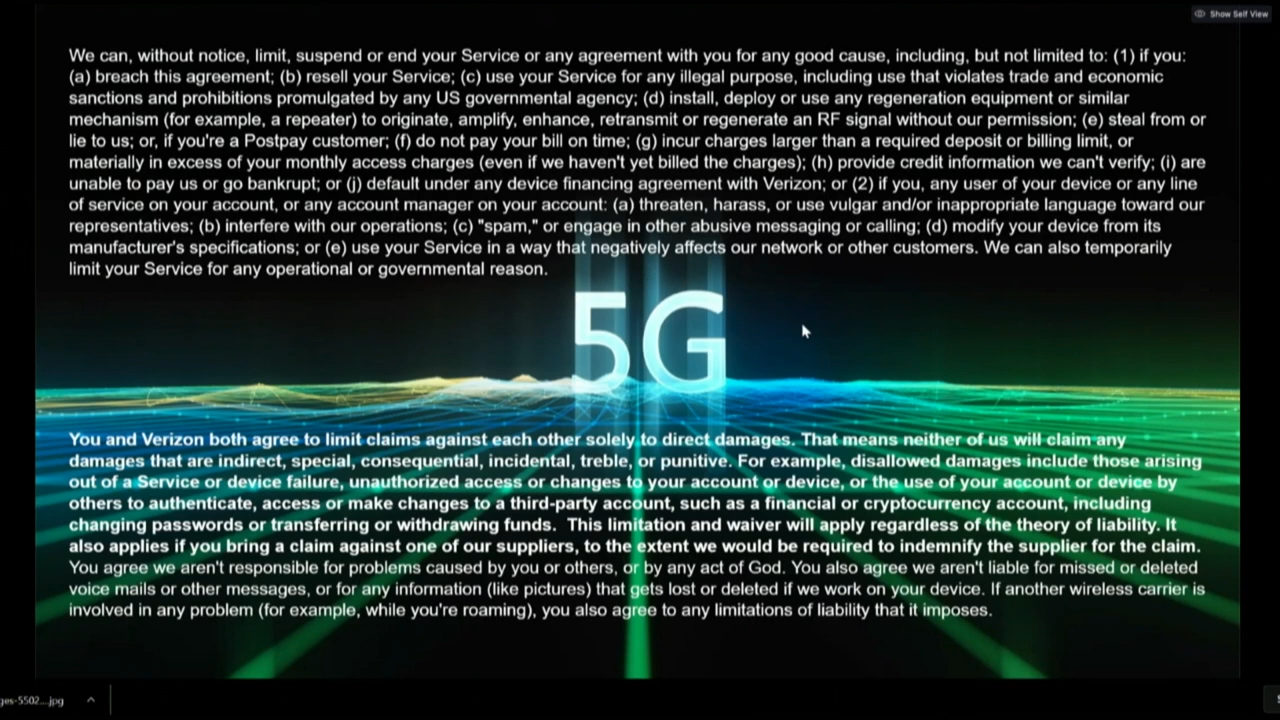 Show Self View
We can, without notice, limit, suspend or end your Service or any agreement with you for any good cause, including, but not limited to: (1) if you:
(a) breach this agreement; (b) resell your Service; (c) use your Service for any illegal purpose, including use that violates trade and economic
sanctions and prohibitions promulgated by any US governmental agency; (d) install, deploy or use any regeneration equipment or similar
mechanism (for example, a repeater) to originate, amplify, enhance, retransmit or regenerate an RF signal without our permission; (e) steal from or
lie to us; or, if you're a Postpay customer; (f) do not pay your bill on time; (g) incur charges larger than a required deposit or billing limit, or
materially in excess of your monthly access charges (even if we haven't yet billed the charges); (h) provide credit information we can't verify; (i) are
unable to pay us or go bankrupt; or (j) default under any device financing agreement with Verizon; or (2) if you, any user of your device or any line
of service on your account, or any account manager on your account: (a) threaten, harass, or use vulgar and/or inappropriate language toward our
representatives; (b) interfere with our operations; (c) "spam," or engage in other abusive messaging or calling; (d) modify your device from its
manufacturer's specifications; or (e) use your Service in a way that negatively affects our network or other customers. We can also temporarily
limit your Service for any operational or governmental reason.
5G
You and Verizon both agree to limit claims against each other solely to direct damages. That means neither of us will claim any
damages that are indirect, special, consequential, incidental, treble, or punitive. For example, disallowed damages include those arising
out of a Service or device failure, unauthorized access or changes to your account or device, or the use of your account or device by
others to authenticate, access or make changes to a third-party account, such as a financial or cryptocurrency account, including
changing passwords or transferring or withdrawing funds. This limitation and waiver will apply regardless of the theory of liability. It
also applies if you bring a claim against one of our suppliers, to the extent we would be required to indemnify the supplier for the claim.
You agree we aren't responsible for problems caused by you or others, or by any act of God. You also agree we aren't liable for missed or deleted
voice mails or other messages, or for any information (like pictures) that gets lost or deleted if we work on your device. If another wireless carrier is
involved in any problem (for example, while you're roaming), you also agree to any limitations of liability that it imposes.
ges-5502....jpg